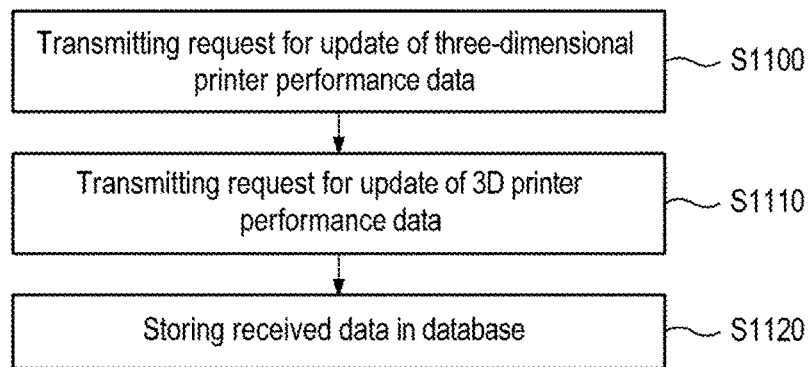 Transmitting request for update of three-dimensional
printer performance data
S1100
Transmitting request for update of 3D printer
performance data
S1110
Storing received data in database
S1120